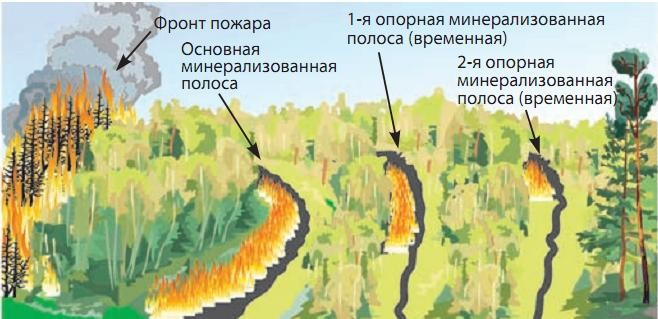 Фронт пожара
Основная
минерализованная
полоса
1-я опорная минерализованная
полоса (временная)
2-я опорная
минерализованная
полоса (временная)